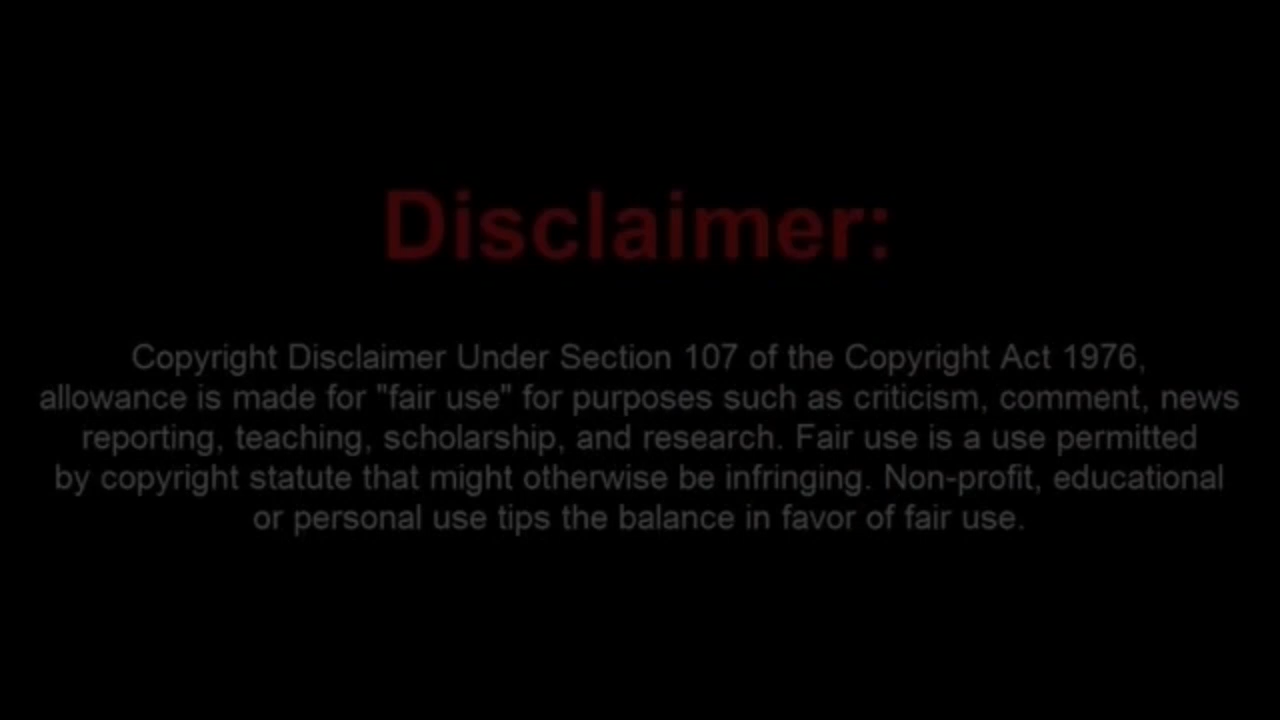 Disclaimer:
Copyright Disclaimer Under Section 107 of the Copyright Act 1976,
allowance is made for "fair use" for purposes such as criticism, comment, news
reporting, teaching, scholarship, and research. Fair use is a use permitted
by copyright statute that might otherwise be infringing. Non-profit, educational
or personal use tips the balance in favor of fair use.